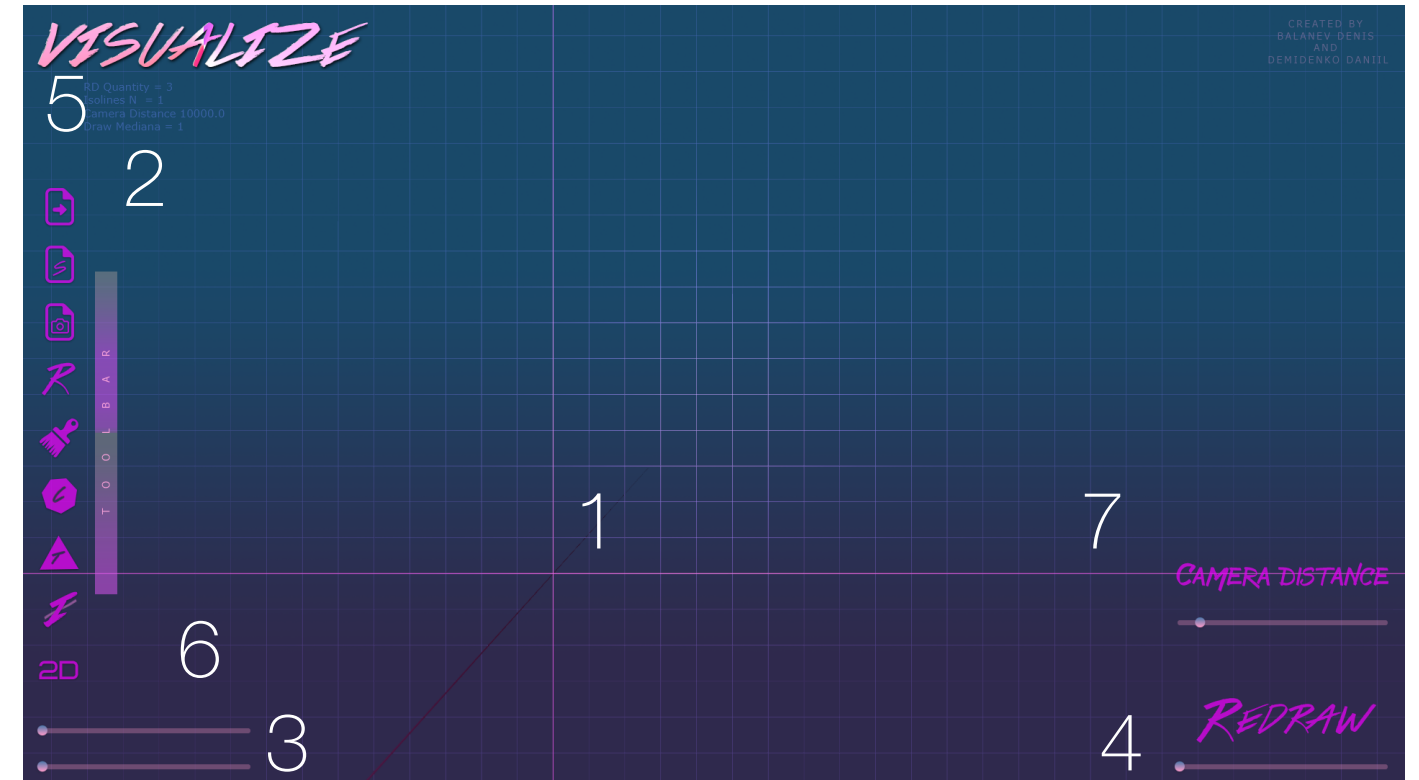 VISUALIZE
CREATED BY
BALANEV DENIS
AND
DEMIDENKO DANIIL
5
RD Quantity = 3
Isolines N = 1
Camera Distance 10000.0
Draw Mediana = 1
2
S
R
C
T
I
2D
TOOLBAR
1
7
CAMERA DISTANCE
6
3
4
REDRAW